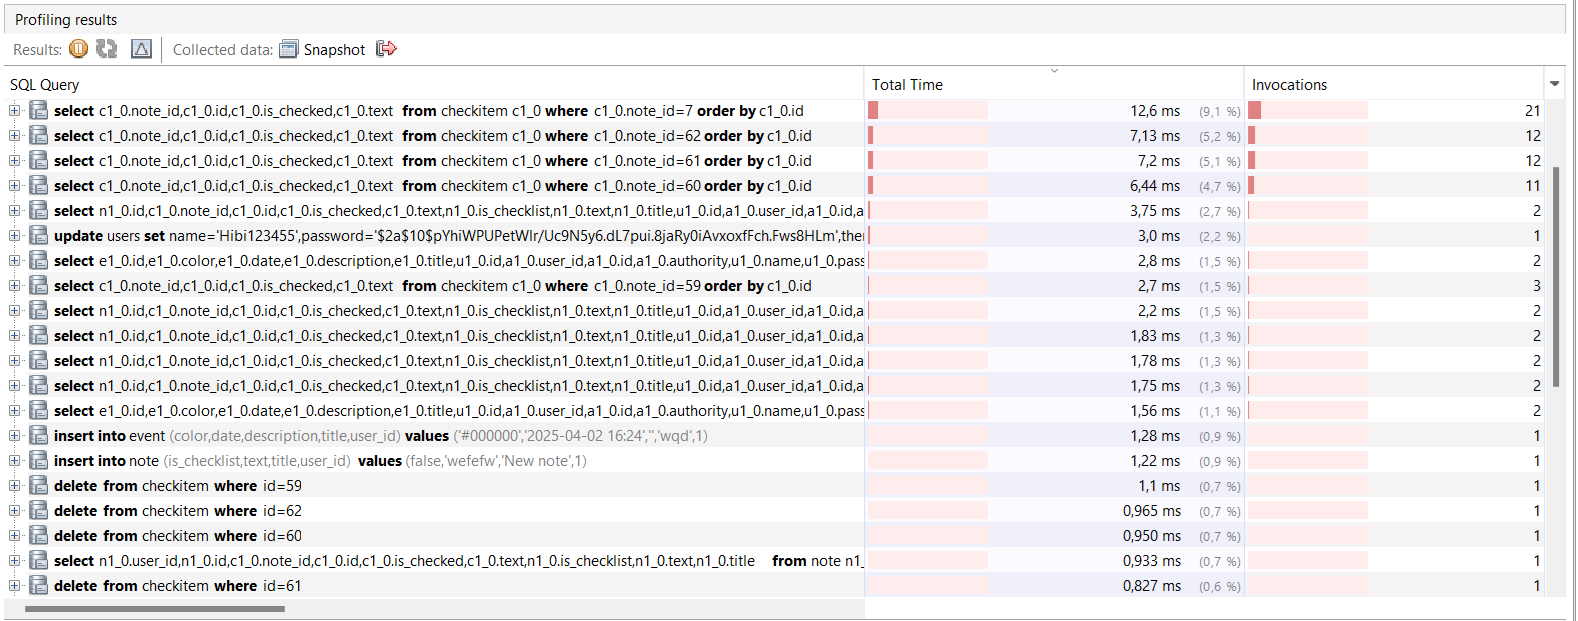 Profiling results
Results: Collected data: Snapshot
SQL Query Total Time Invocations
select c1_0.note_id,c1_0.id,c1_0.is_checked,c1_0.text from checkitem c1_0 where c1_0.note_id=7 order by c1_0.id 12,6 ms (9,1 %) 21
select c1_0.note_id,c1_0.id,c1_0.is_checked,c1_0.text from checkitem c1_0 where c1_0.note_id=62 order by c1_0.id 7,13 ms (5,2 %) 12
select c1_0.note_id,c1_0.id,c1_0.is_checked,c1_0.text from checkitem c1_0 where c1_0.note_id=61 order by c1_0.id 7,2 ms (5,1 %) 12
select c1_0.note_id,c1_0.id,c1_0.is_checked,c1_0.text from checkitem c1_0 where c1_0.note_id=60 order by c1_0.id 6,44 ms (4,7 %) 11
select n1_0.id,c1_0.note_id,c1_0.id,c1_0.is_checked,c1_0.text,n1_0.is_checklist,n1_0.text,n1_0.title,u1_0.id,a1_0.user_id,a1_0.id,a 3,75 ms (2,7 %) 2
update users set name='Hibi123455',password='$2a$10$pYhiWPUPetWIr/Uc9N5y6.dL7pui.8jaRy0iAvxoxfFch.Fws8HLm',the 3,0 ms (2,2 %) 1
select e1_0.id,e1_0.color,e1_0.date,e1_0.description,e1_0.title,u1_0.id,a1_0.user_id,a1_0.id,a1_0.authority,u1_0.name,u1_0.pass 2,8 ms (1,5 %) 2
select c1_0.note_id,c1_0.id,c1_0.is_checked,c1_0.text from checkitem c1_0 where c1_0.note_id=59 order by c1_0.id 2,7 ms (1,5 %) 3
select n1_0.id,c1_0.note_id,c1_0.id,c1_0.is_checked,c1_0.text,n1_0.is_checklist,n1_0.text,n1_0.title,u1_0.id,a1_0.user_id,a1_0.id,a 2,2 ms (1,5 %) 2
select n1_0.id,c1_0.note_id,c1_0.id,c1_0.is_checked,c1_0.text,n1_0.is_checklist,n1_0.text,n1_0.title,u1_0.id,a1_0.user_id,a1_0.id,a 1,83 ms (1,3 %) 2
select n1_0.id,c1_0.note_id,c1_0.id,c1_0.is_checked,c1_0.text,n1_0.is_checklist,n1_0.text,n1_0.title,u1_0.id,a1_0.user_id,a1_0.id,a 1,78 ms (1,3 %) 2
select n1_0.id,c1_0.note_id,c1_0.id,c1_0.is_checked,c1_0.text,n1_0.is_checklist,n1_0.text,n1_0.title,u1_0.id,a1_0.user_id,a1_0.id,a 1,75 ms (1,3 %) 2
select e1_0.id,e1_0.color,e1_0.date,e1_0.description,e1_0.title,u1_0.id,a1_0.user_id,a1_0.id,a1_0.authority,u1_0.name,u1_0.pass 1,56 ms (1,1 %) 2
insert into event (color,date,description,title,user_id) values ('#000000','2025-04-02 16:24','','wqd',1) 1,28 ms (0,9 %) 1
insert into note (is_checklist,text,title,user_id) values (false,'wefefw','New note',1) 1,22 ms (0,9 %) 1
delete from checkitem where id=59 1,1 ms (0,7 %) 1
delete from checkitem where id=62 0,965 ms (0,7 %) 1
delete from checkitem where id=60 0,950 ms (0,7 %) 1
select n1_0.user_id,n1_0.id,c1_0.note_id,c1_0.id,c1_0.is_checked,c1_0.text,n1_0.is_checklist,n1_0.text,n1_0.title from note n1_ 0,933 ms (0,7 %) 1
delete from checkitem where id=61 0,827 ms (0,6 %) 1